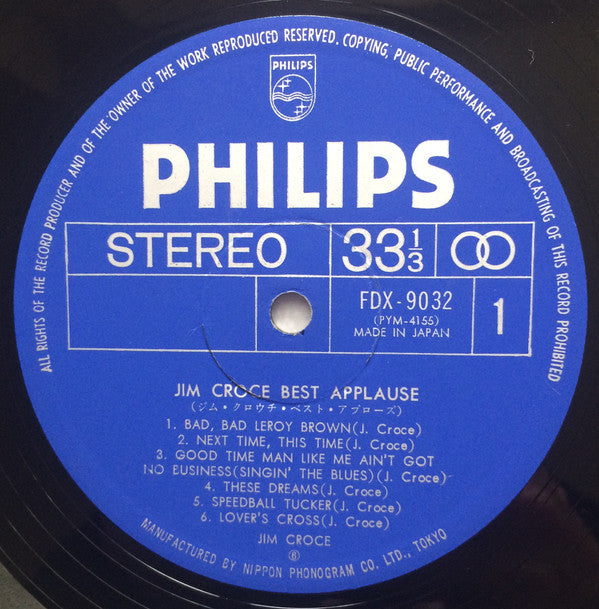 ALL RIGHTS OF THE RECORD PRODUCER AND OF THE OWNER OF THE WORK REPRODUCED RESERVED. COPYING, PUBLIC PERFORMANCE AND BROADCASTING OF THIS RECORD PROHIBITED
PHILIPS
PHILIPS
STEREO 33 1/3
FDX-9032 1
(PYM-4155)
MADE IN JAPAN
JIM CROCE BEST APPLAUSE
(ジム・クロウチ・ベスト・アプローズ)
1. BAD, BAD LEROY BROWN(J. Croce)
2. NEXT TIME, THIS TIME(J. Croce)
3. GOOD TIME MAN LIKE ME AIN'T GOT
NO BUSINESS(SINGIN' THE BLUES)(J. Croce)
4. THESE DREAMS(J. Croce)
5. SPEEDBALL TUCKER(J. Croce)
6. LOVER'S CROSS(J. Croce)
JIM CROCE
MANUFACTURED BY NIPPON PHONOGRAM CO. LTD., TOKYO